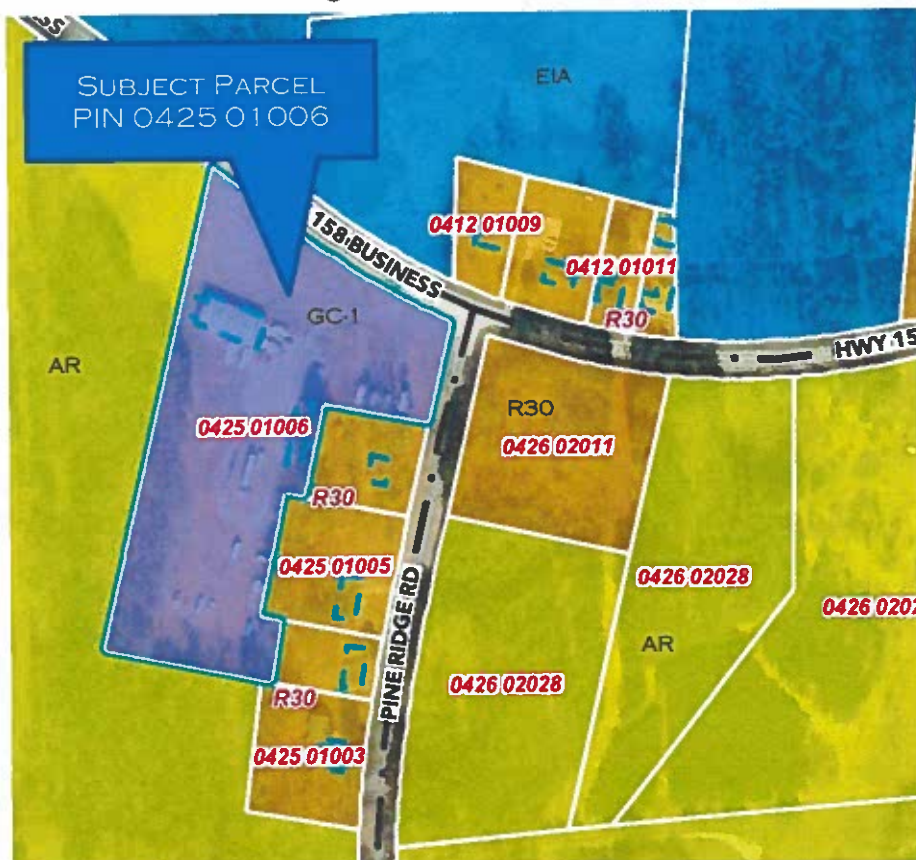 SS
SUBJECT PARCEL
PIN 0425 01006
EIA
0412 01009
158 BUSINESS
0412 01011
GC-1
R30
HWY 15
AR
R30
0425 01006
0426 02011
R30
0425 01005
0426 02028
0426 202
PINE RIDGE RD
AR
0426 02028
R30
0425 01003